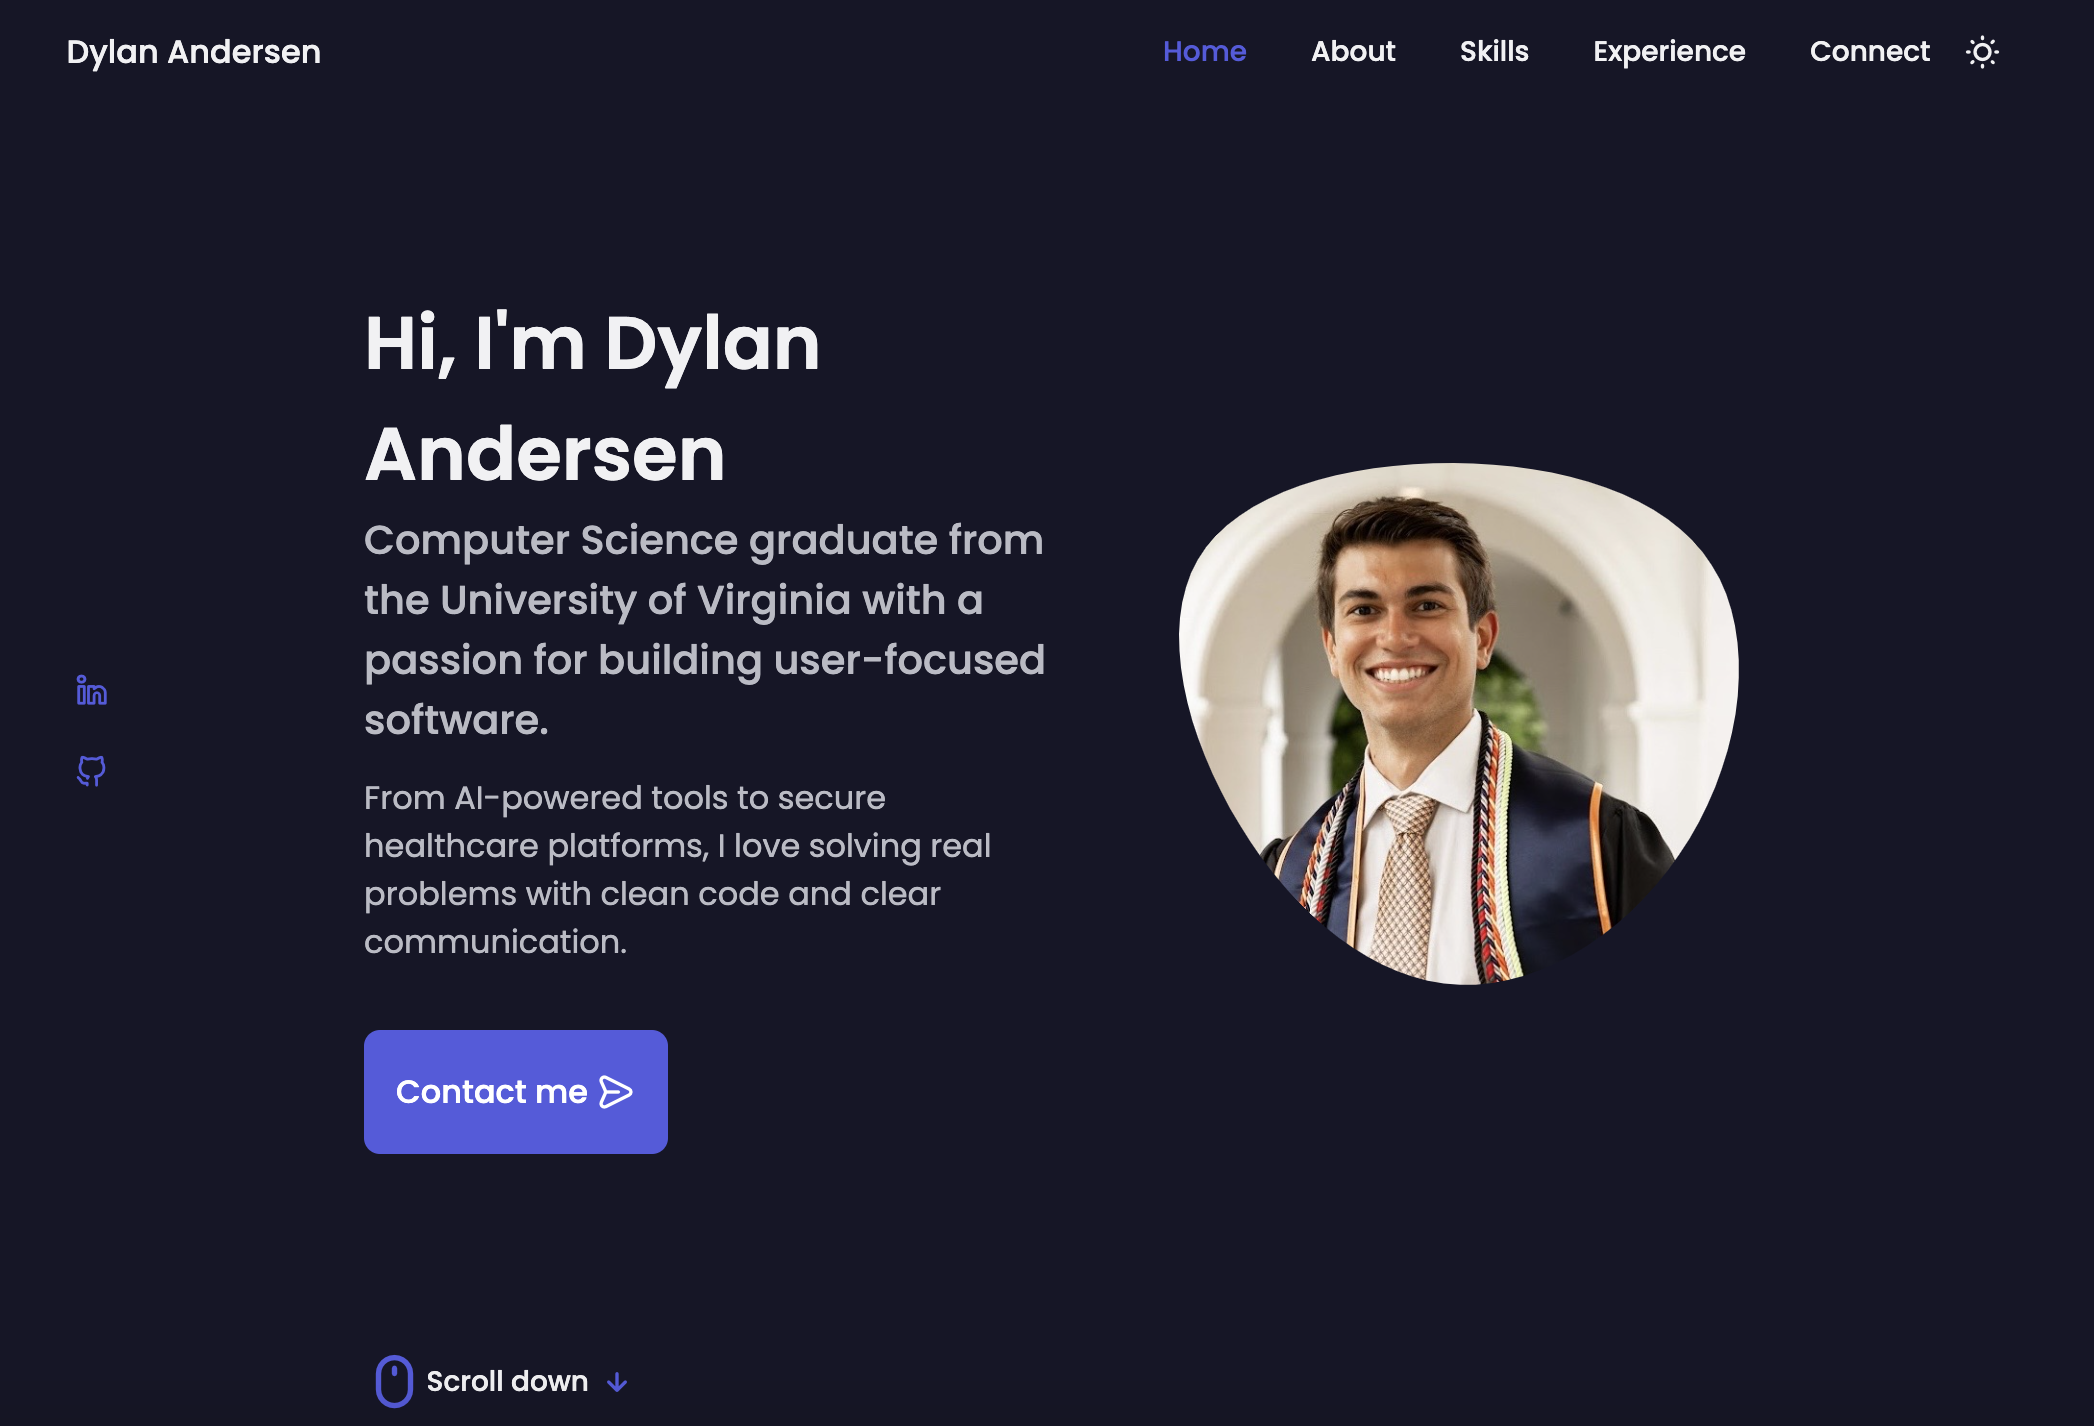 Dylan Andersen
Home About Skills Experience Connect
Hi, I'm Dylan
Andersen
Computer Science graduate from
the University of Virginia with a
passion for building user-focused
software.
in
From AI-powered tools to secure
healthcare platforms, I love solving real
problems with clean code and clear
communication.
Contact me
Scroll down